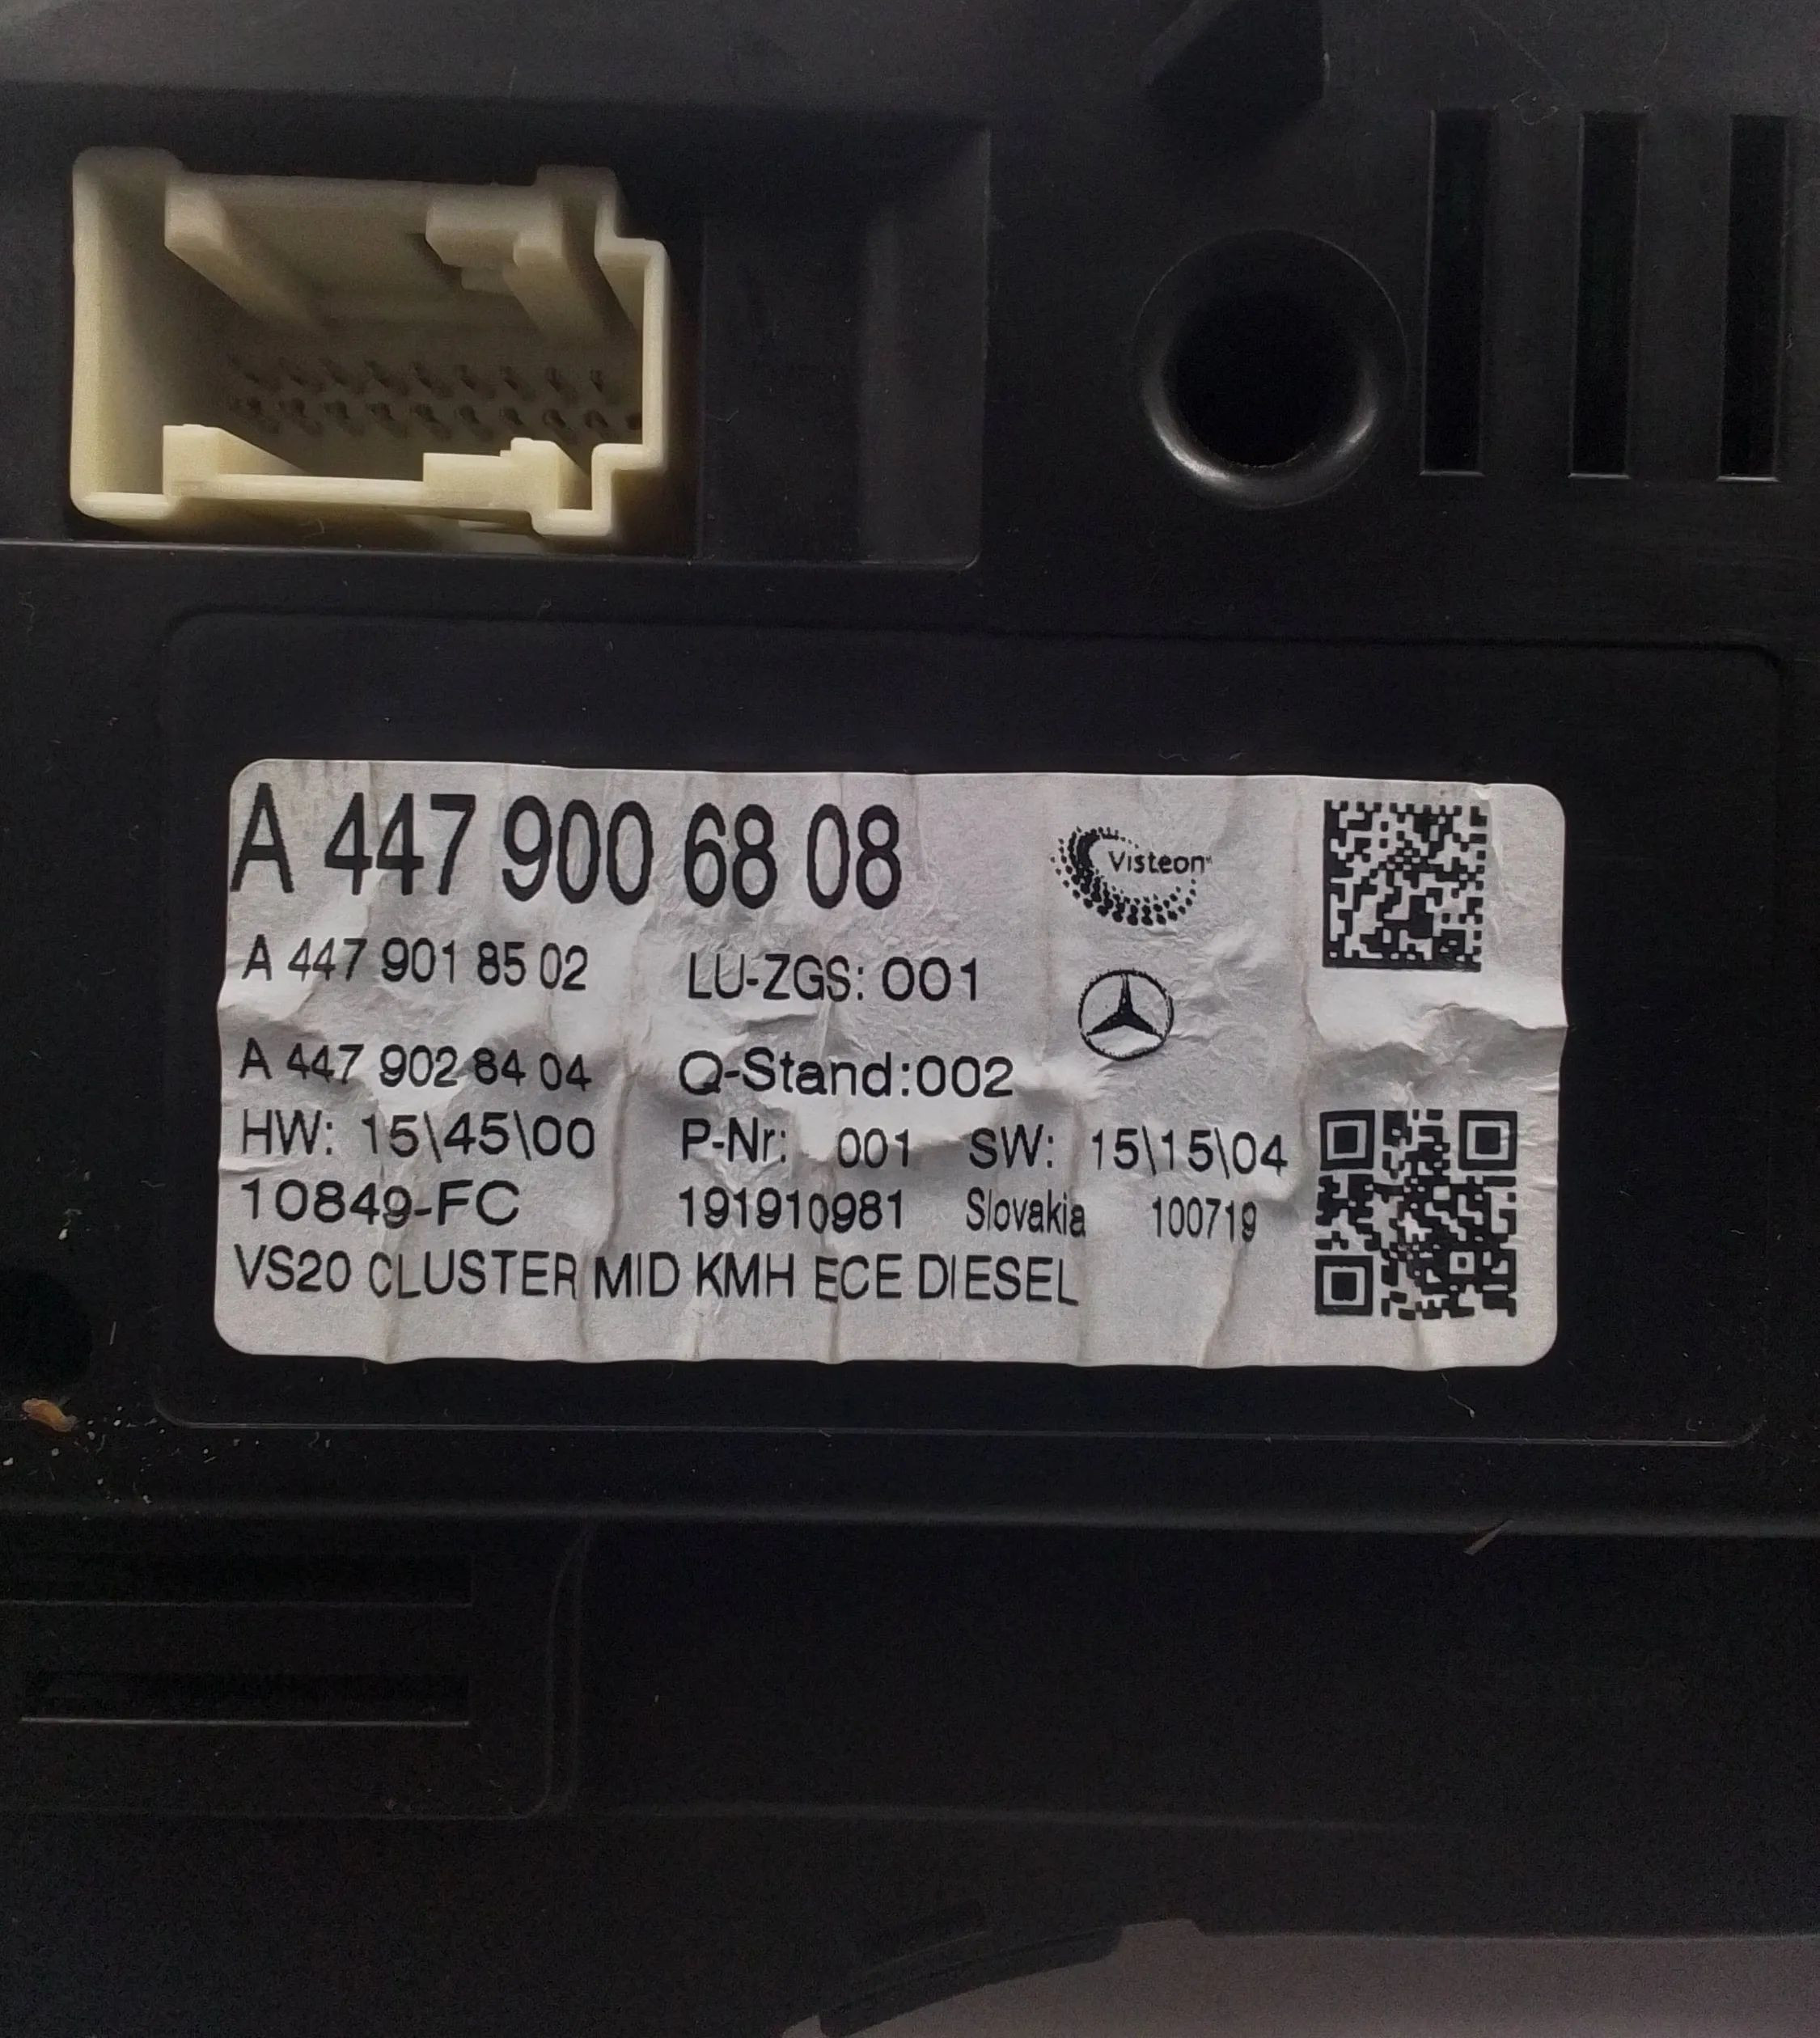 A 447 900 68 08
Visteon
A 447 901 85 02 LU-ZGS: 001
A 447 902 84 04 Q-Stand:002
HW: 15\45\00 P-Nr: 001 SW: 15\15\04
10849-FC 191910981 Slovakia 100719
VS20 CLUSTER MID KMH ECE DIESEL